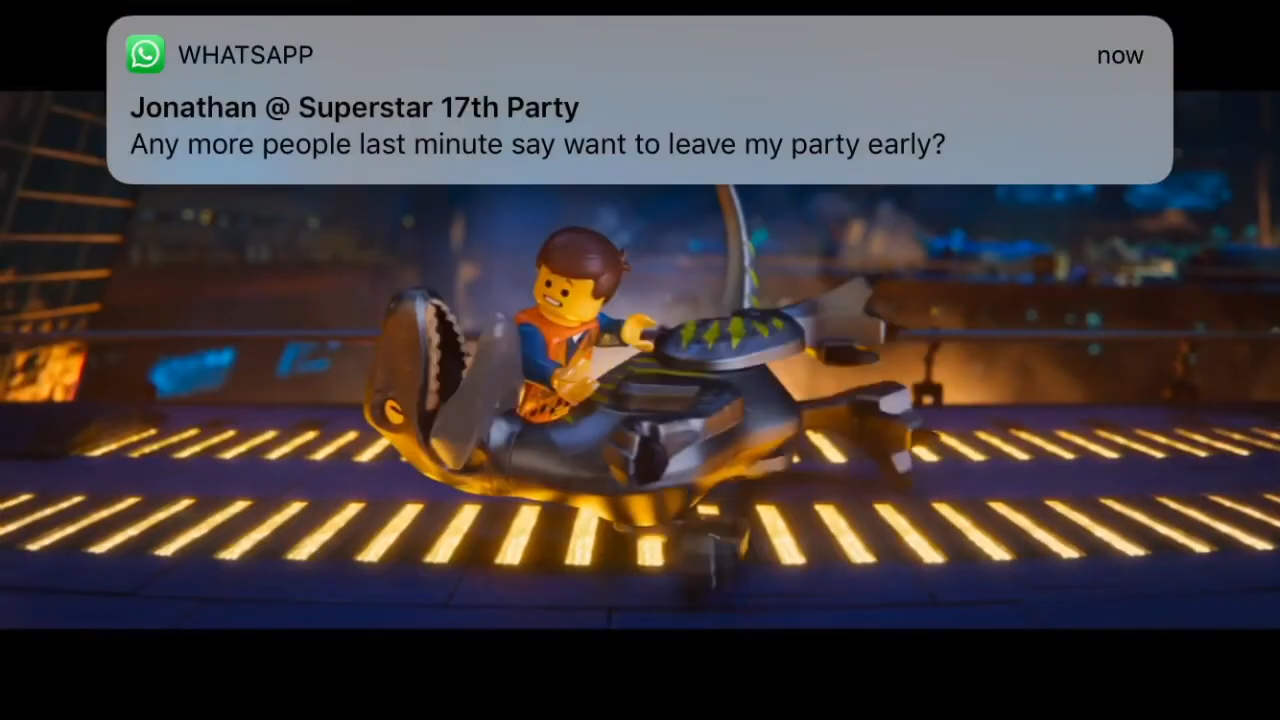 WHATSAPP
now
Jonathan @ Superstar 17th Party
Any more people last minute say want to leave my party early?